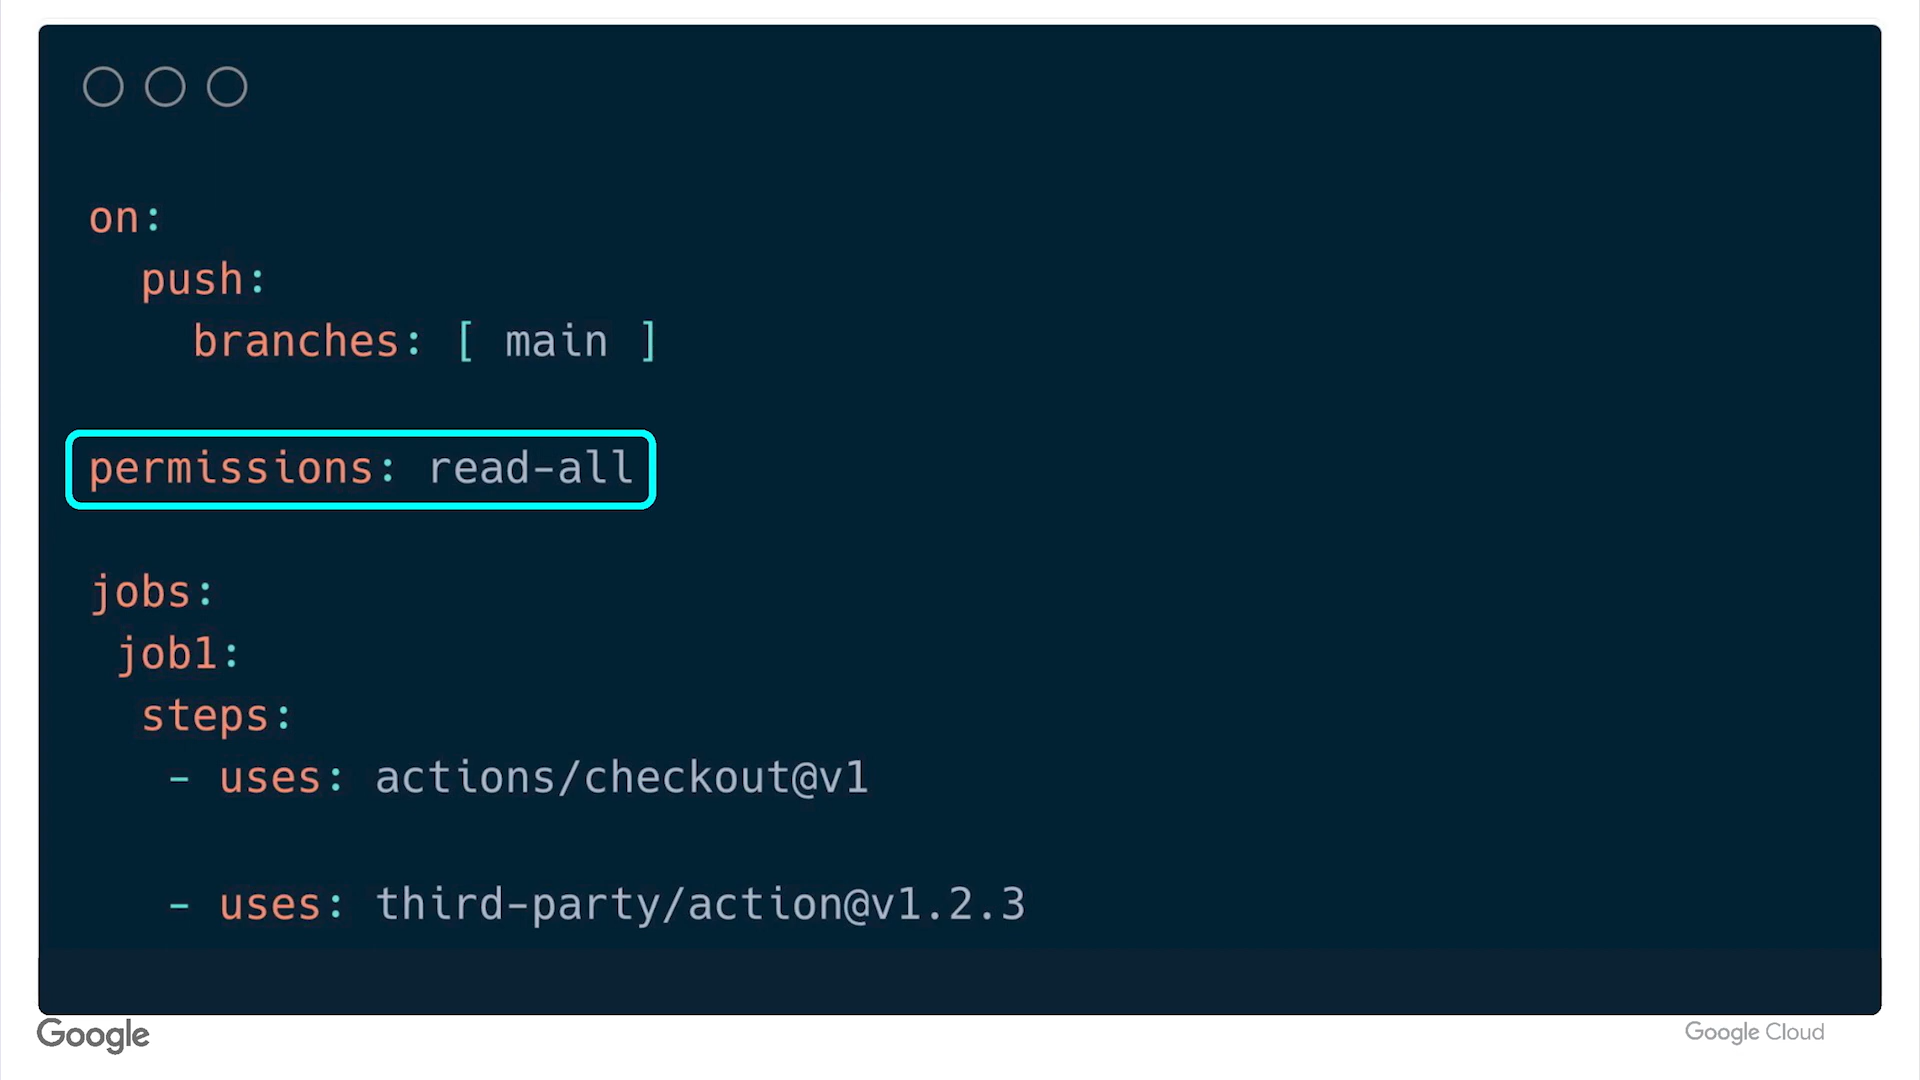 on:
push:
branches: [ main ]
permissions: read-all
jobs:
job1:
steps:
- uses: actions/checkout@v1
- uses: third-party/action@v1.2.3
Google
Google Cloud